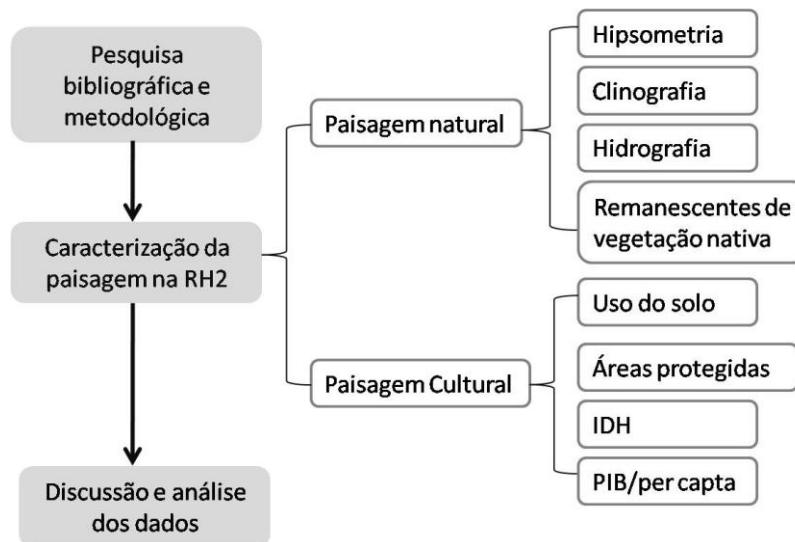 Pesquisa
bibliográfica e
metodológica
Caracterização da
paisagem na RH2
Discussão e análise
dos dados
Paisagem natural
Hipsometria
Clinografia
Hidrografia
Remanescentes de
vegetação nativa
Paisagem Cultural
Uso do solo
Áreas protegidas
IDH
PIB/per capta